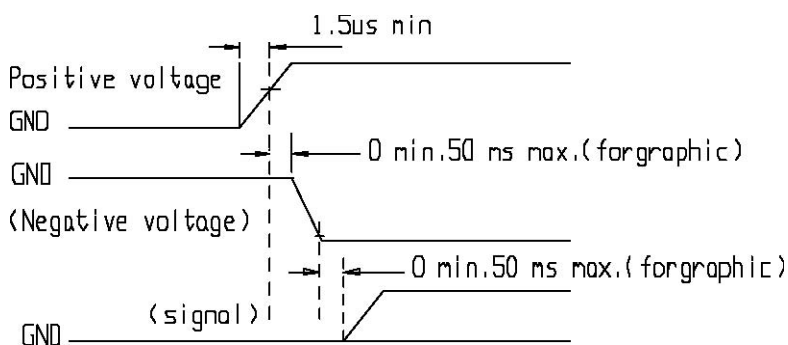 1.5us min
Positive voltage
GND
0 min.50 ms max.(forgraphic)
GND
(Negative voltage)
0 min.50 ms max.(forgraphic)
(signal)
GND